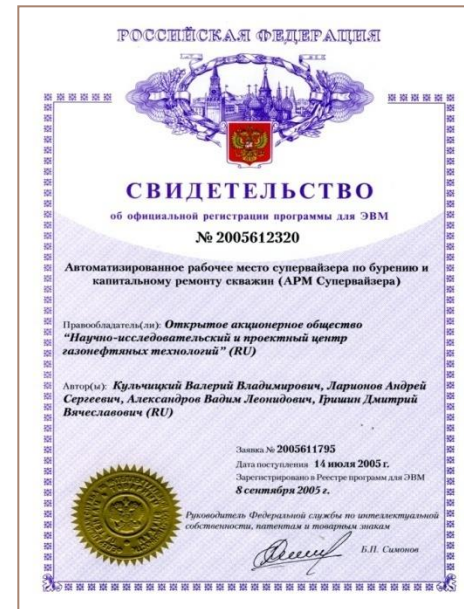 РОССИЙСКАЯ ФЕДЕРАЦИЯ
СВИДЕТЕЛЬСТВО
об официальной регистрации программы для ЭВМ
№ 2005612320
Автоматизированное рабочее место супервайзера по бурению и
капитальному ремонту скважин (АРМ Супервайзера)
Правообладатель(ли): Открытое акционерное общество
"Научно-исследовательский и проектный центр
газонефтяных технологий" (RU)
Автор(ы): Кульчицкий Валерий Владимирович, Ларионов Андрей
Сергеевич, Александров Вадим Леонидович, Гришин Дмитрий
Вячеславович (RU)
Заявка № 2005611795
Дата поступления 14 июля 2005 г.
Зарегистрировано в Реестре программ для ЭВМ
8 сентября 2005 г.
Руководитель Федеральной службы по интеллектуальной
собственности, патентам и товарным знакам
Б.П. Симонов